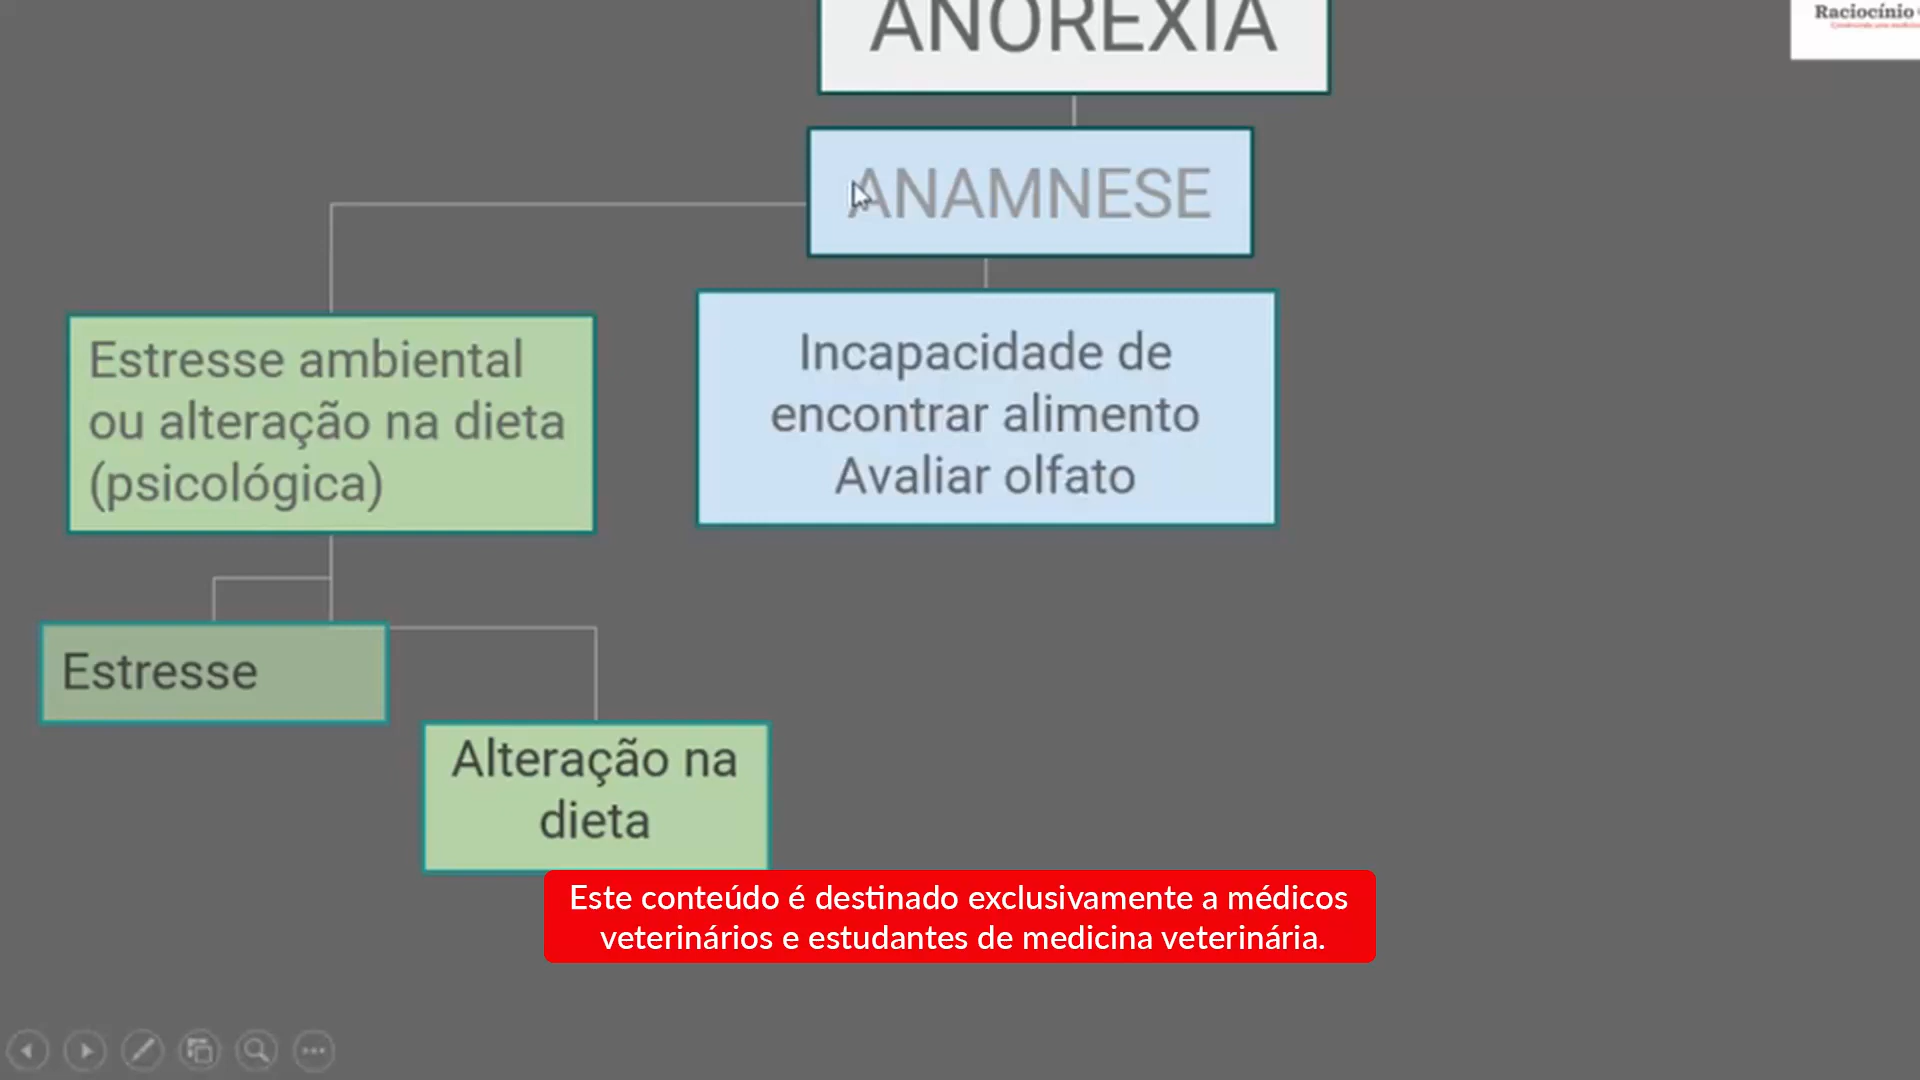 ANOREXIA
Raciocínio
ANAMNESE
Estresse ambiental
ou alteração na dieta
(psicológica)
Incapacidade de
encontrar alimento
Avaliar olfato
Estresse
Alteração na
dieta
Este conteúdo é destinado exclusivamente a médicos
veterinários e estudantes de medicina veterinária.